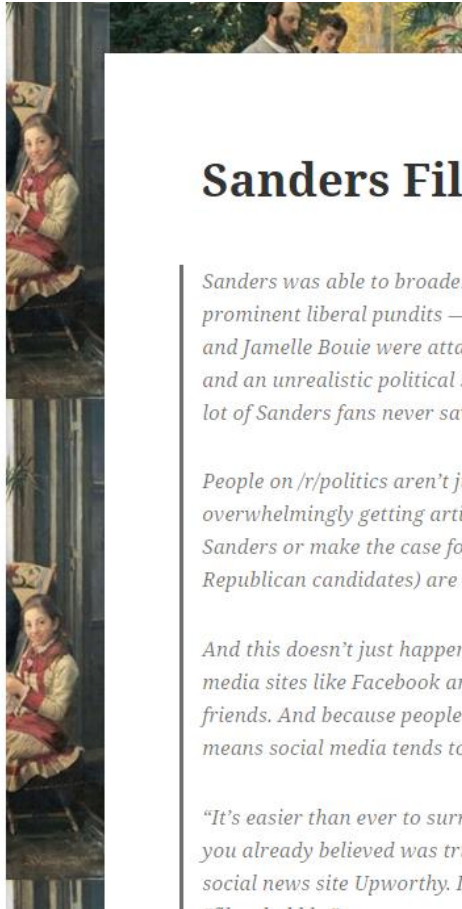 Sanders Fil
Sanders was able to broade
prominent liberal pundits —
and Jamelle Bouie were atta
and an unrealistic political
lot of Sanders fans never sa
People on /r/politics aren’t j
overwhelmingly getting arti
Sanders or make the case fo
Republican candidates) are
And this doesn’t just happen
media sites like Facebook an
friends. And because people
means social media tends to
“It’s easier than ever to surr
you already believed was tr
social news site Upworthy. I